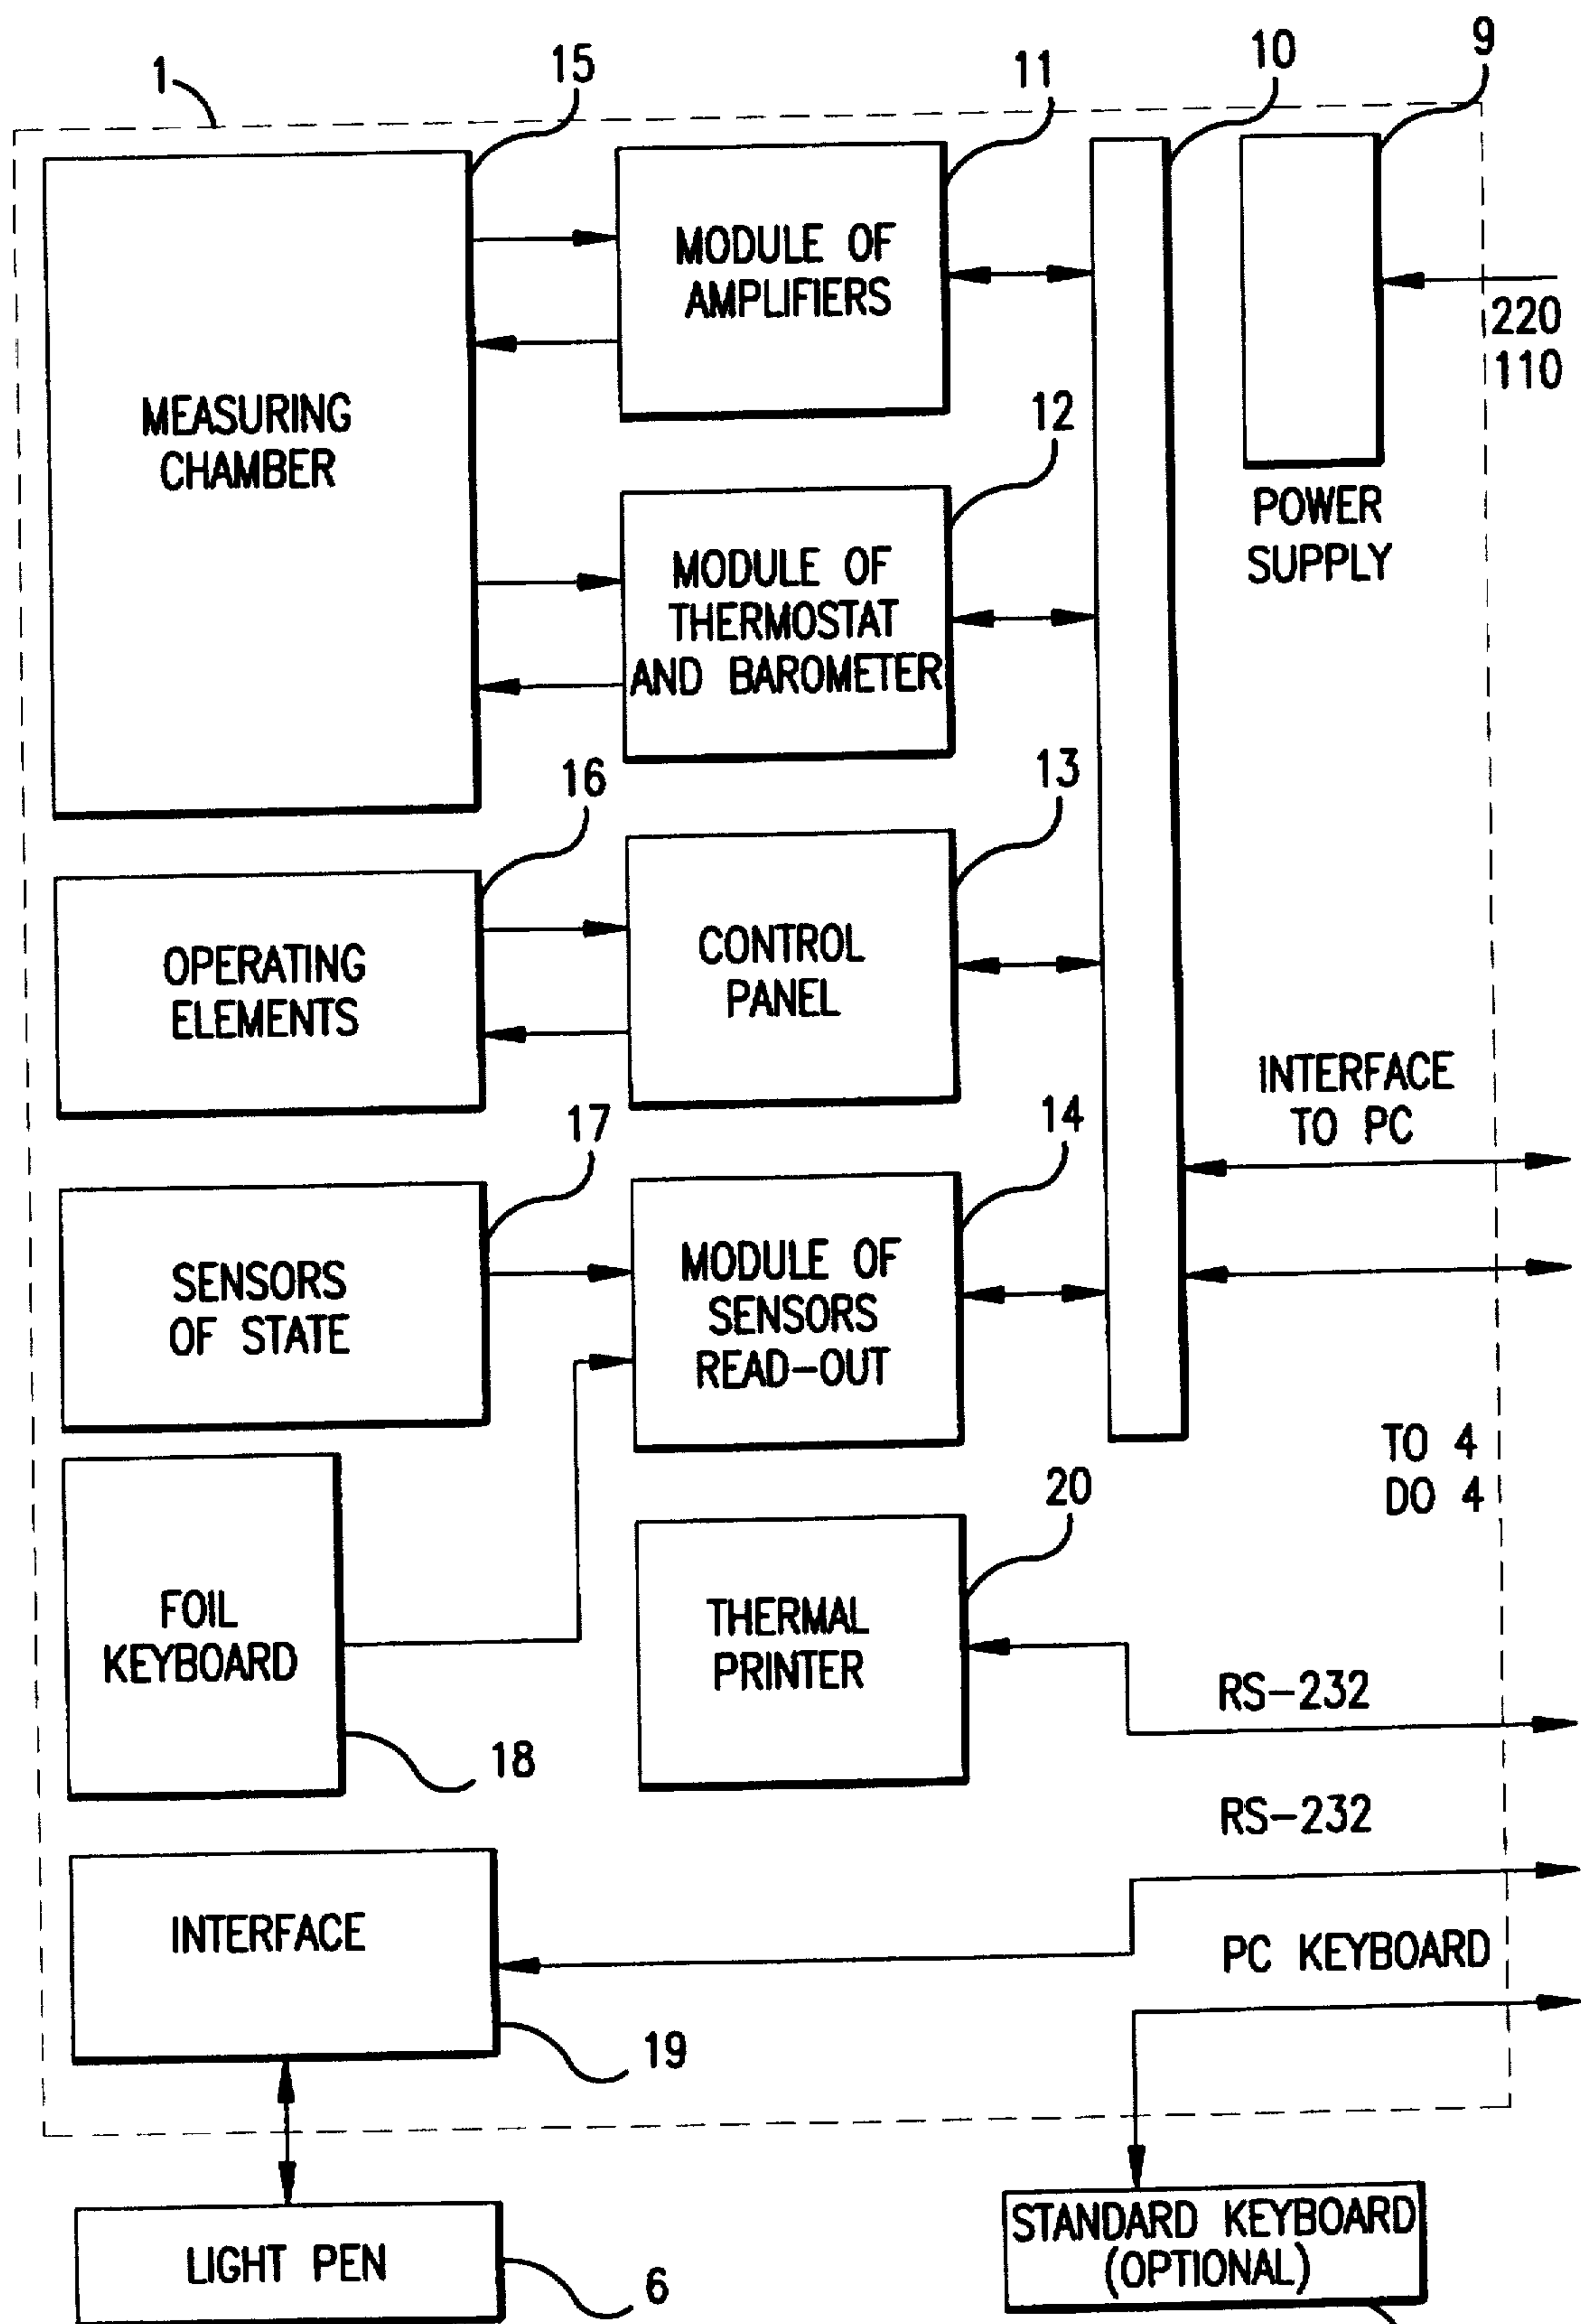 1
15
11
10
9
MEASURING
CHAMBER
MODULE OF
AMPLIFIERS
220
110
12
MODULE OF
THERMOSTAT
AND BAROMETER
POWER
SUPPLY
16
13
OPERATING
ELEMENTS
CONTROL
PANEL
INTERFACE
TO PC
17
14
SENSORS
OF STATE
MODULE OF
SENSORS
READ-OUT
TO 4
DO 4
20
FOIL
KEYBOARD
THERMAL
PRINTER
18
RS-232
RS-232
INTERFACE
PC KEYBOARD
19
LIGHT PEN
6
STANDARD KEYBOARD
(OPTIONAL)